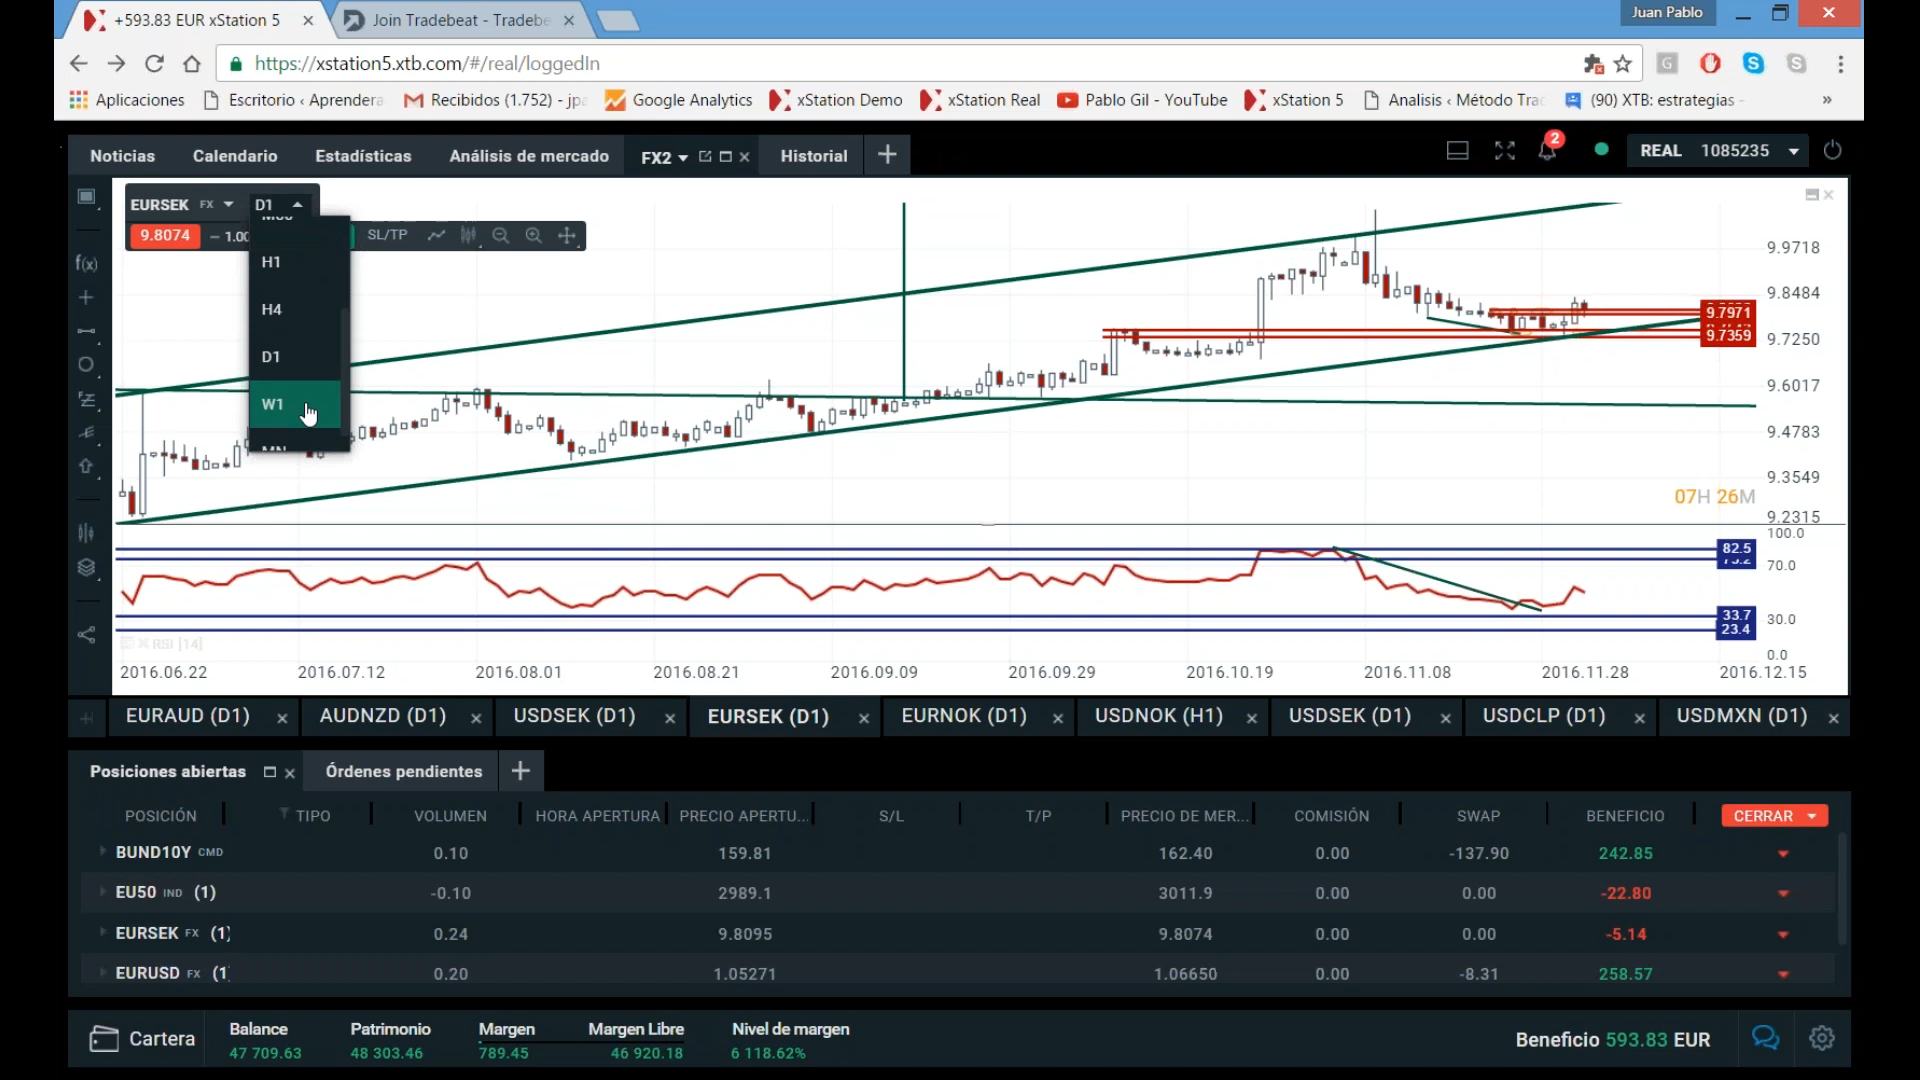 +593.83 EUR xStation 5
Join Tradebeat - Tradebe
Juan Pablo
https://xstation5.xtb.com/#/real/loggedIn
Aplicaciones
Escritorio ‹ Aprendera
Recibidos (1.752) - jpa
Google Analytics
xStation Demo
xStation Real
Pablo Gil - YouTube
xStation 5
Analisis ‹ Método Tra
(90) XTB: estrategias -
»
Noticias
Calendario
Estadísticas
Análisis de mercado
FX2
Historial
2
REAL 1085235
EURSEK FX D1
9.8074
– 1.00
SL/TP
f(x)
H1
H4
D1
W1
MN
9.9718
9.8484
9.7971
9.7359
9.7250
9.6017
9.4783
9.3549
07H 26M
9.2315
100.0
82.5
73.2
70.0
33.7
30.0
23.4
RSI [14]
0.0
2016.06.22
2016.07.12
2016.08.01
2016.08.21
2016.09.09
2016.09.29
2016.10.19
2016.11.08
2016.11.28
2016.12.15
EURAUD (D1)
AUDNZD (D1)
USDSEK (D1)
EURSEK (D1)
EURNOK (D1)
USDNOK (H1)
USDSEK (D1)
USDCLP (D1)
USDMXN (D1)
Posiciones abiertas
Órdenes pendientes
POSICIÓN TIPO VOLUMEN HORA APERTURA PRECIO APERTU... S/L T/P PRECIO DE MER... COMISIÓN SWAP BENEFICIO CERRAR
BUND10Y CMD 0.10 159.81 162.40 0.00 -137.90 242.85
EU50 IND (1) -0.10 2989.1 3011.9 0.00 0.00 -22.80
EURSEK FX (1) 0.24 9.8095 9.8074 0.00 0.00 -5.14
EURUSD FX (1 0.20 1.05271 1.06650 0.00 -8.31 258.57
Cartera
Balance
47 709.63
Patrimonio
48 303.46
Margen
789.45
Margen Libre
46 920.18
Nivel de margen
6 118.62%
Beneficio 593.83 EUR